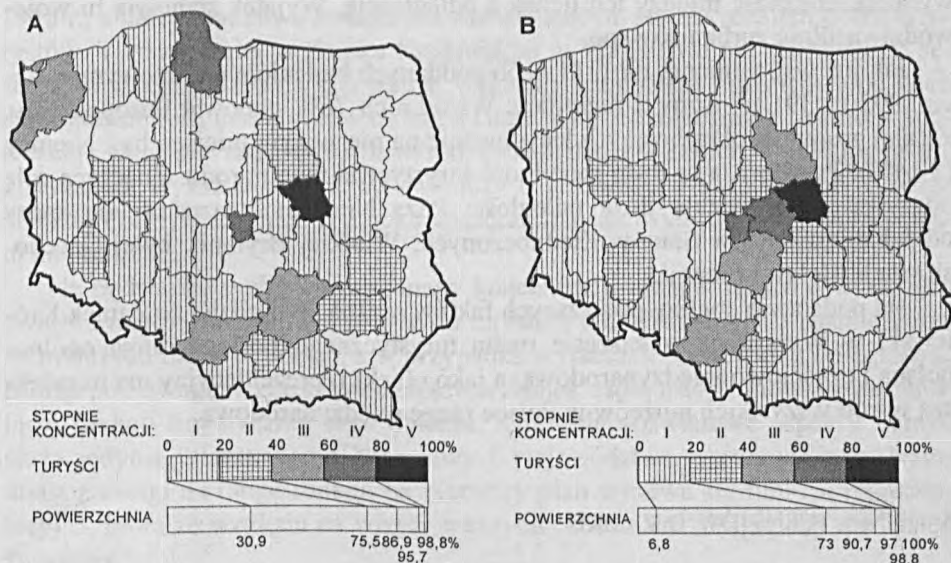 A
STOPNIE
KONCENTRACJI: I II III IV V
0 20 40 60 80 100%
TURYŚCI
POWIERZCHNIA
30,9 75,5 86,9 98,8%
95,7
B
STOPNIE
KONCENTRACJI: I II III IV V
0 20 40 60 80 100%
TURYŚCI
POWIERZCHNIA
6,8 73 90,7 97 100%
98,8